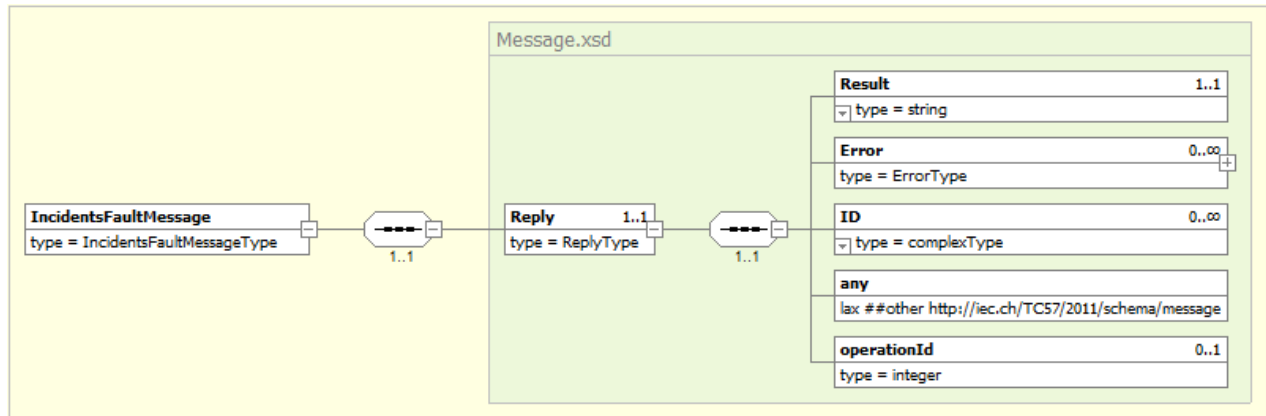 Message.xsd
IncidentsFaultMessage
type = IncidentsFaultMessageType
1..1
Reply 1..1
type = ReplyType
1..1
Result 1..1
type = string
Error 0..∞
type = ErrorType
ID 0..∞
type = complexType
any
lax ##other http://iec.ch/TC57/2011/schema/message
operationId 0..1
type = integer